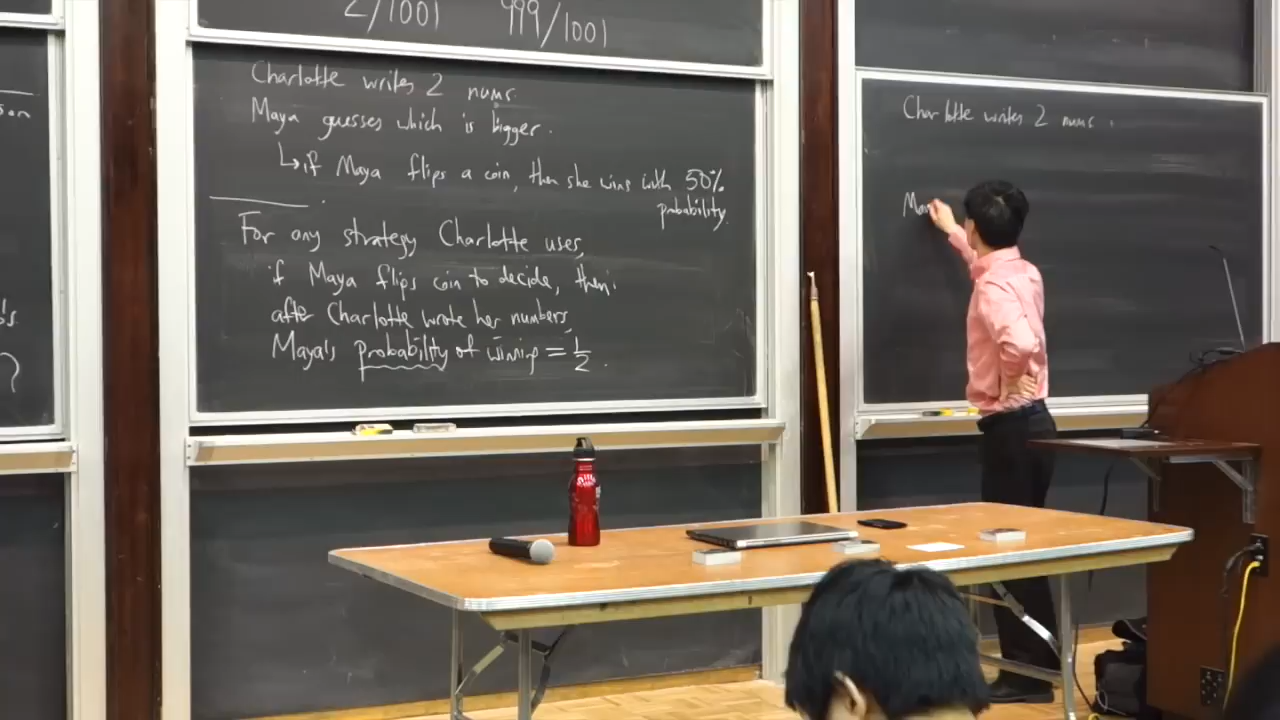 2/1001 999/1001
Charlotte writes 2 nums.
Maya guesses which is bigger.
↳ if Maya flips a coin, then she wins with 50%
probability.
For any strategy Charlotte uses,
if Maya flips coin to decide, then:
after Charlotte wrote her numbers,
Maya's probability of winning = 1/2.
Charlotte writes 2 nums.
May